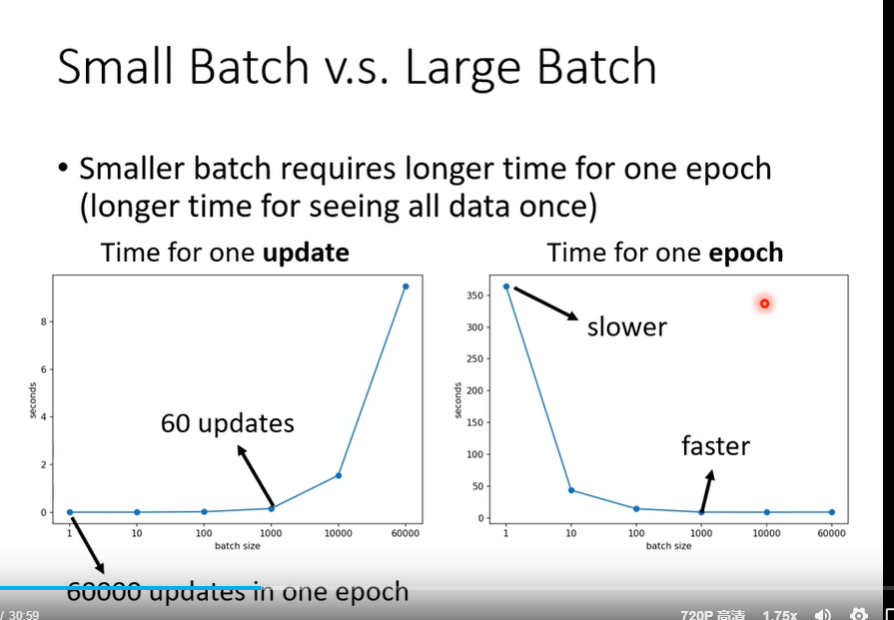 Small Batch v.s. Large Batch
• Smaller batch requires longer time for one epoch
(longer time for seeing all data once)
Time for one update
seconds
8
6
4
2
0
60 updates
1 10 100 1000 10000 60000
batch size
60000 updates in one epoch
Time for one epoch
seconds
350
300
250
200
150
100
50
0
slower
faster
1 10 100 1000 10000 60000
batch size
/ 30:59
720P 高清 1.75x